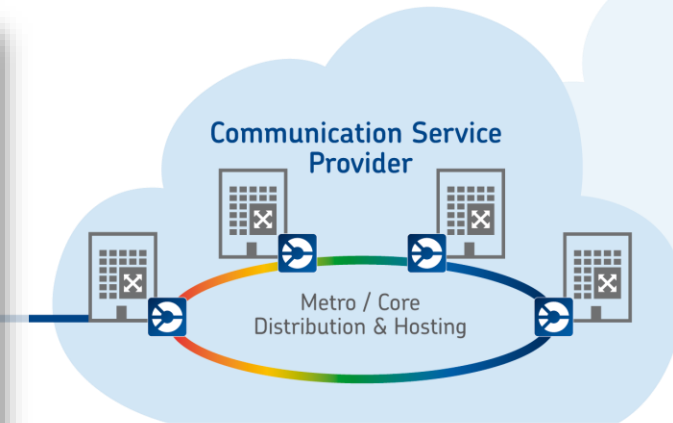 Communication Service
Provider
Metro / Core
Distribution & Hosting